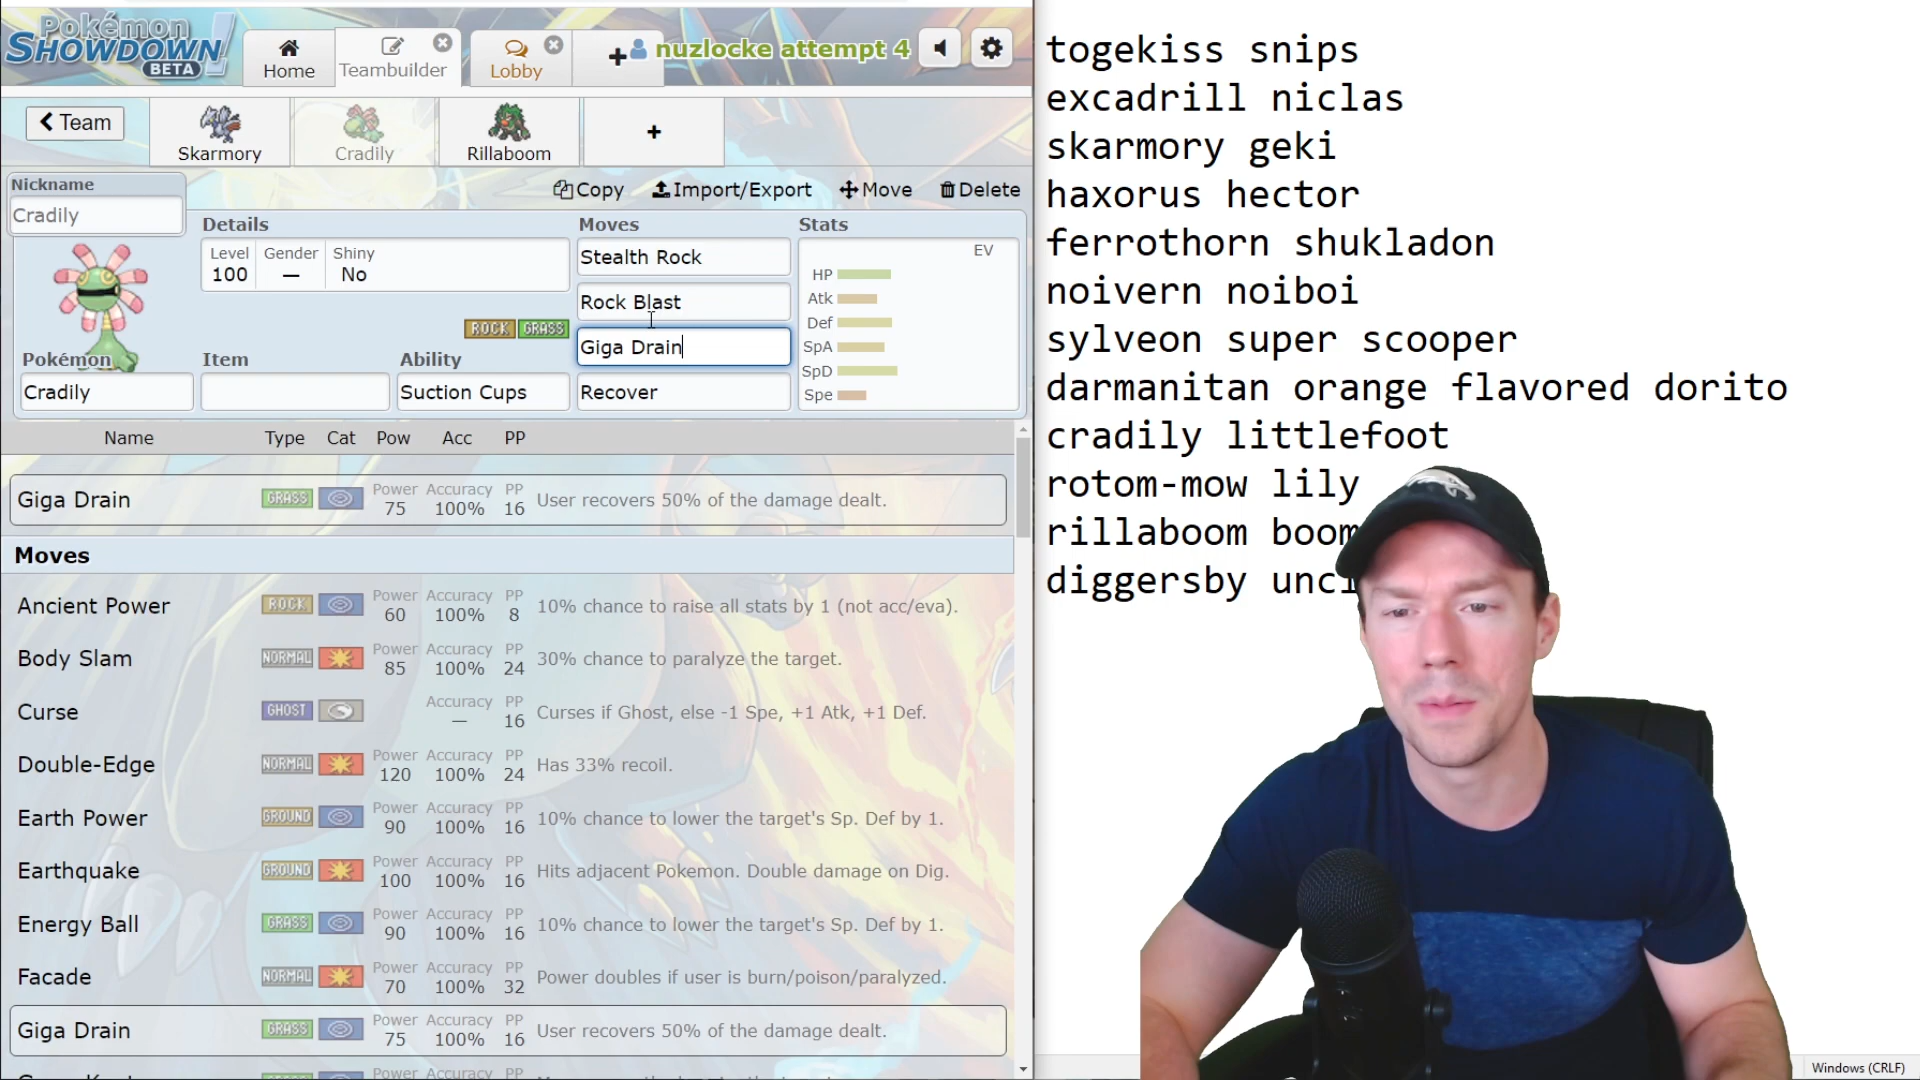 Pokémon
SHOWDOWN!
BETA
Home
Teambuilder
Lobby
+
nuzlocke attempt 4
Team
Skarmory
Cradily
Rillaboom
+
Copy
Import/Export
Move
Delete
Nickname
Cradily
Details
Level
100
Gender
—
Shiny
No
ROCK GRASS
Pokémon
Cradily
Item
Ability
Suction Cups
Moves
Stealth Rock
Rock Blast
Giga Drain
Recover
Stats
EV
HP
Atk
Def
SpA
SpD
Spe
Name Type Cat Pow Acc PP
Giga Drain GRASS Power 75 Accuracy 100% PP 16 User recovers 50% of the damage dealt.
Moves
Ancient Power ROCK Power 60 Accuracy 100% PP 8 10% chance to raise all stats by 1 (not acc/eva).
Body Slam NORMAL Power 85 Accuracy 100% PP 24 30% chance to paralyze the target.
Curse GHOST Accuracy — PP 16 Curses if Ghost, else -1 Spe, +1 Atk, +1 Def.
Double-Edge NORMAL Power 120 Accuracy 100% PP 24 Has 33% recoil.
Earth Power GROUND Power 90 Accuracy 100% PP 16 10% chance to lower the target's Sp. Def by 1.
Earthquake GROUND Power 100 Accuracy 100% PP 16 Hits adjacent Pokemon. Double damage on Dig.
Energy Ball GRASS Power 90 Accuracy 100% PP 16 10% chance to lower the target's Sp. Def by 1.
Facade NORMAL Power 70 Accuracy 100% PP 32 Power doubles if user is burn/poison/paralyzed.
Giga Drain GRASS Power 75 Accuracy 100% PP 16 User recovers 50% of the damage dealt.
Power Accuracy PP
togekiss snips
excadrill niclas
skarmory geki
haxorus hector
ferrothorn shukladon
noivern noiboi
sylveon super scooper
darmanitan orange flavored dorito
cradily littlefoot
rotom-mow lily
rillaboom boom
diggersby unc
Windows (CRLF)